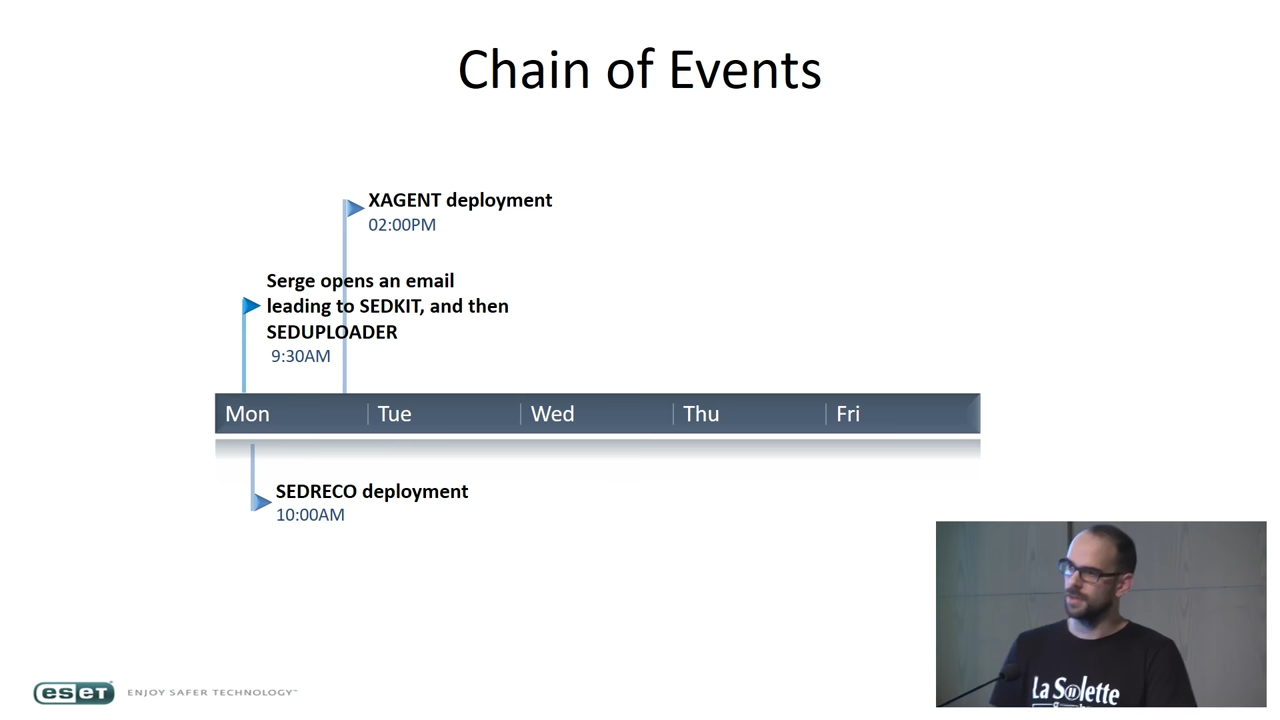 Chain of Events
XAGENT deployment
02:00PM
Serge opens an email
leading to SEDKIT, and then
SEDUPLOADER
9:30AM
Mon
Tue
Wed
Thu
Fri
SEDRECO deployment
10:00AM
eset ENJOY SAFER TECHNOLOGY™
La Salette